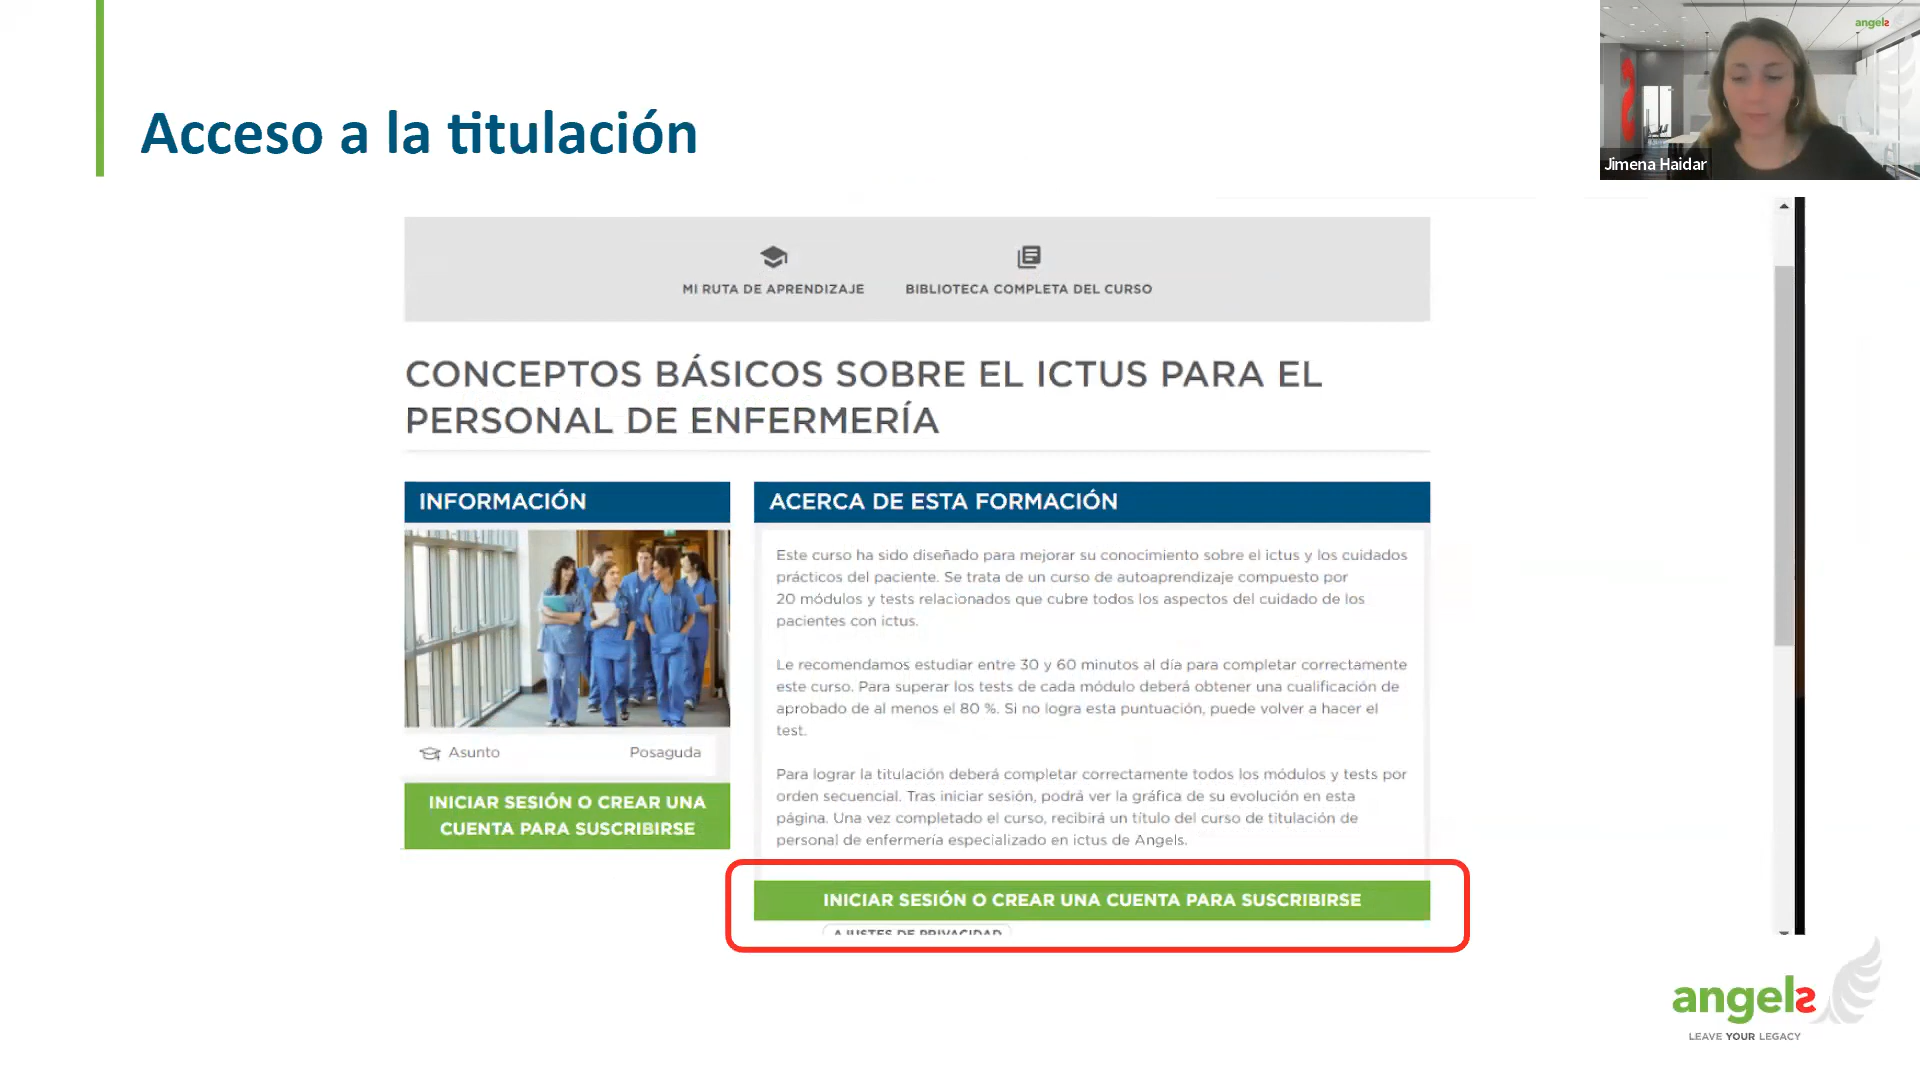 Acceso a la titulación
angels
Jimena Haidar
MI RUTA DE APRENDIZAJE
BIBLIOTECA COMPLETA DEL CURSO
CONCEPTOS BÁSICOS SOBRE EL ICTUS PARA EL
PERSONAL DE ENFERMERÍA
INFORMACIÓN
Asunto
Posaguda
INICIAR SESIÓN O CREAR UNA
CUENTA PARA SUSCRIBIRSE
ACERCA DE ESTA FORMACIÓN
Este curso ha sido diseñado para mejorar su conocimiento sobre el ictus y los cuidados
prácticos del paciente. Se trata de un curso de autoaprendizaje compuesto por
20 módulos y tests relacionados que cubre todos los aspectos del cuidado de los
pacientes con ictus.
Le recomendamos estudiar entre 30 y 60 minutos al día para completar correctamente
este curso. Para superar los tests de cada módulo deberá obtener una cualificación de
aprobado de al menos el 80 %. Si no logra esta puntuación, puede volver a hacer el
test.
Para lograr la titulación deberá completar correctamente todos los módulos y tests por
orden secuencial. Tras iniciar sesión, podrá ver la gráfica de su evolución en esta
página. Una vez completado el curso, recibirá un título del curso de titulación de
personal de enfermería especializado en ictus de Angels.
INICIAR SESIÓN O CREAR UNA CUENTA PARA SUSCRIBIRSE
AJUSTES DE PRIVACIDAD
angels
LEAVE YOUR LEGACY